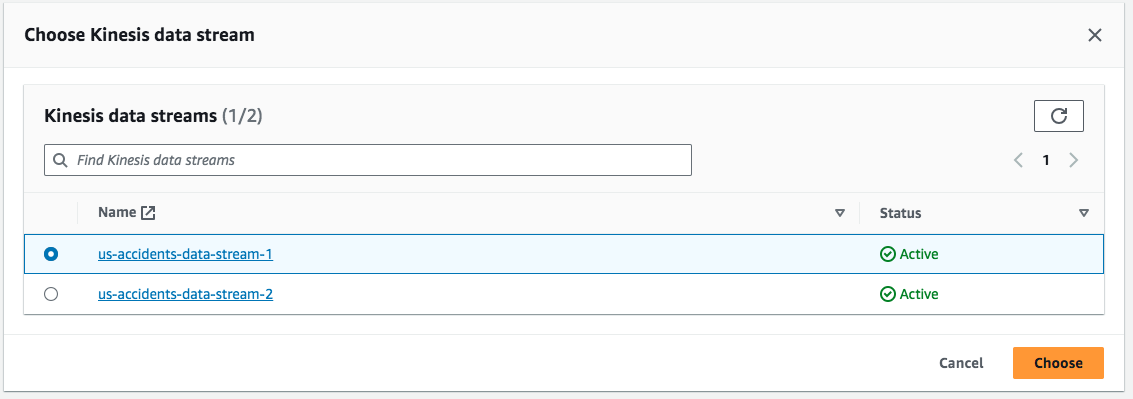 Choose Kinesis data stream
Kinesis data streams (1/2)
Find Kinesis data streams
1
Name Status
us-accidents-data-stream-1 Active
us-accidents-data-stream-2 Active
Cancel Choose